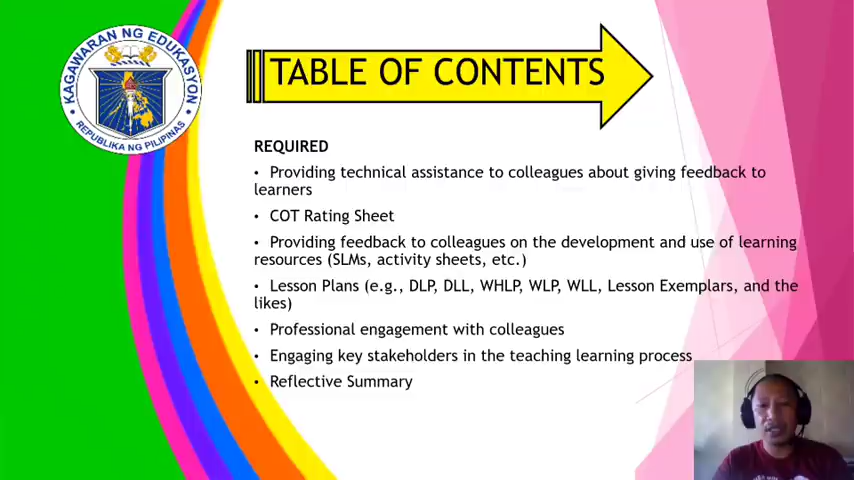 KAGAWARAN NG EDUKASYON
REPUBLIKA NG PILIPINAS
TABLE OF CONTENTS
REQUIRED
• Providing technical assistance to colleagues about giving feedback to
learners
• COT Rating Sheet
• Providing feedback to colleagues on the development and use of learning
resources (SLMs, activity sheets, etc.)
• Lesson Plans (e.g., DLP, DLL, WHLP, WLP, WLL, Lesson Exemplars, and the
likes)
• Professional engagement with colleagues
• Engaging key stakeholders in the teaching learning process
• Reflective Summary